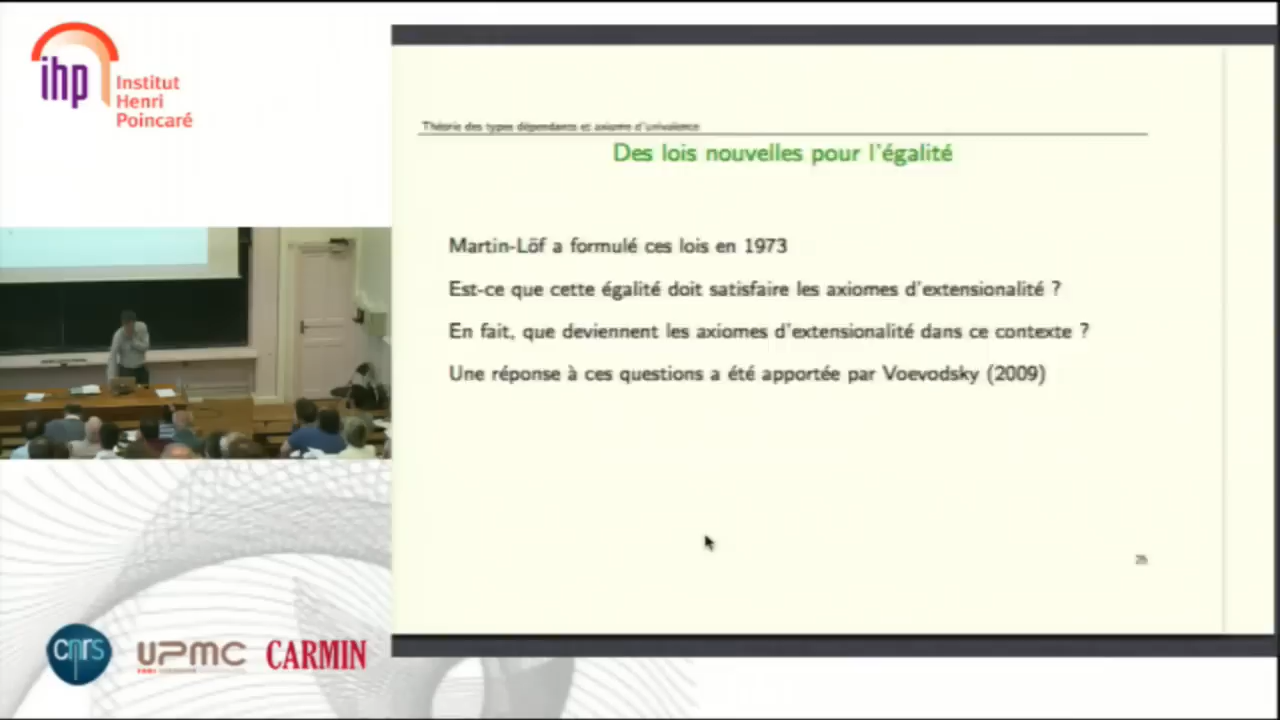 ihp
Institut
Henri
Poincaré
Théorie des types dépendants et axiome d'univalence
Des lois nouvelles pour l'égalité
Martin-Löf a formulé ces lois en 1973
Est-ce que cette égalité doit satisfaire les axiomes d'extensionalité ?
En fait, que deviennent les axiomes d'extensionalité dans ce contexte ?
Une réponse à ces questions a été apportée par Voevodsky (2009)
cnrs
UPMC
CARMIN